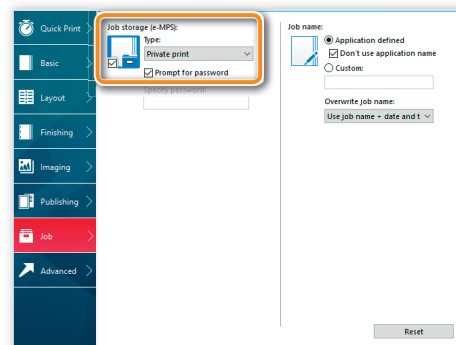 Quick Print
Basic
Layout
Finishing
Imaging
Publishing
Job
Advanced
Job storage (e-MPS):
Type:
Private print
Prompt for password
Specify password:
Job name:
Application defined
Don't use application name
Custom:
Overwrite job name:
Use job name + date and t
Reset